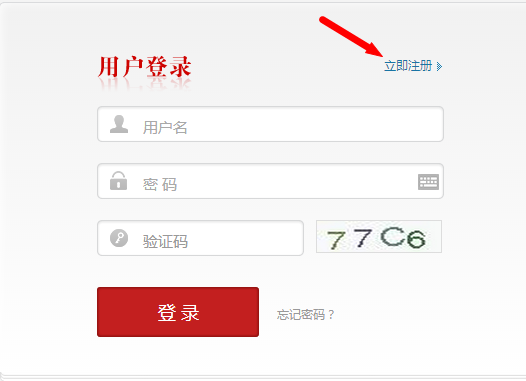 用户登录
立即注册
用户名
密 码
验证码
77C6
登 录
忘记密码？